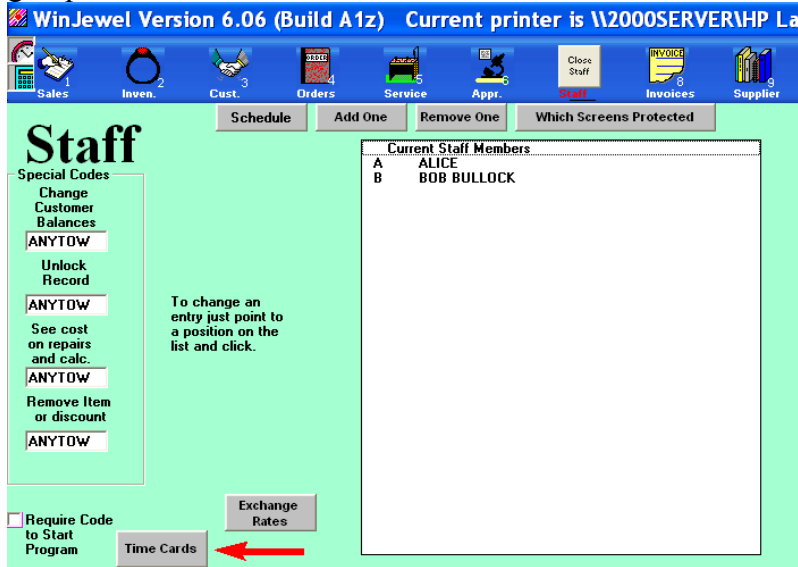 WinJewel Version 6.06 (Build A1z) Current printer is \\2000SERVER\HP La
ORDER
Close
Staff
INVOICE
1 2 3 4 5 6 8 9
Sales Inven. Cust. Orders Service Appr. Staff Invoices Supplier
Schedule Add One Remove One Which Screens Protected
Staff
Current Staff Members
A ALICE
B BOB BULLOCK
Special Codes
Change
Customer
Balances
ANYTOW
Unlock
Record
ANYTOW
See cost
on repairs
and calc.
ANYTOW
Remove Item
or discount
ANYTOW
To change an
entry just point to
a position on the
list and click.
Exchange
Rates
Require Code
to Start
Program
Time Cards